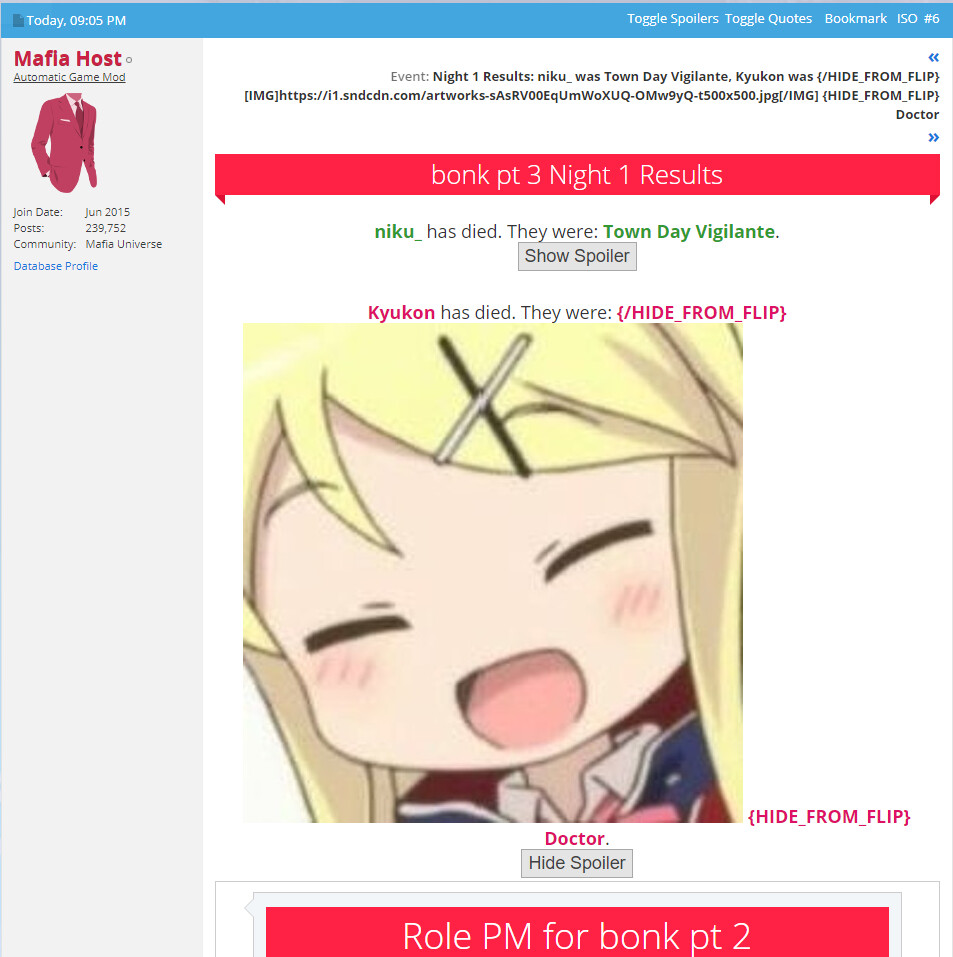 Today, 09:05 PM
Toggle Spoilers Toggle Quotes Bookmark ISO #6
Mafia Host
Automatic Game Mod
Join Date: Jun 2015
Posts: 239,752
Community: Mafia Universe
Database Profile
«
Event: Night 1 Results: niku_ was Town Day Vigilante, Kyukon was {/HIDE_FROM_FLIP}
[IMG]https://i1.sndcdn.com/artworks-sAsRV00EqUmWoXUQ-OMw9yQ-t500x500.jpg[/IMG] {HIDE_FROM_FLIP}
Doctor
»
bonk pt 3 Night 1 Results
niku_ has died. They were: Town Day Vigilante.
Show Spoiler
Kyukon has died. They were: {/HIDE_FROM_FLIP}
{HIDE_FROM_FLIP}
Doctor.
Hide Spoiler
Role PM for bonk pt 2